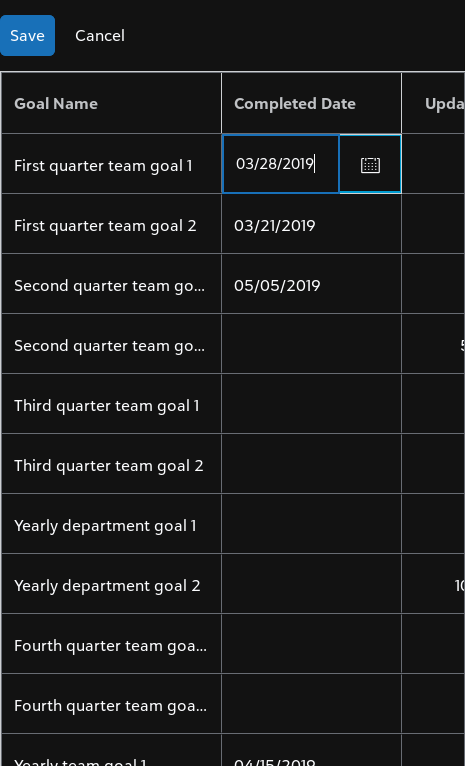 Save Cancel
Goal Name Completed Date
First quarter team goal 1 03/28/2019
First quarter team goal 2 03/21/2019
Second quarter team go... 05/05/2019
Second quarter team go...
Third quarter team goal 1
Third quarter team goal 2
Yearly department goal 1
Yearly department goal 2
Fourth quarter team goa...
Fourth quarter team goa...
Yearly team goal 1 04/15/2019